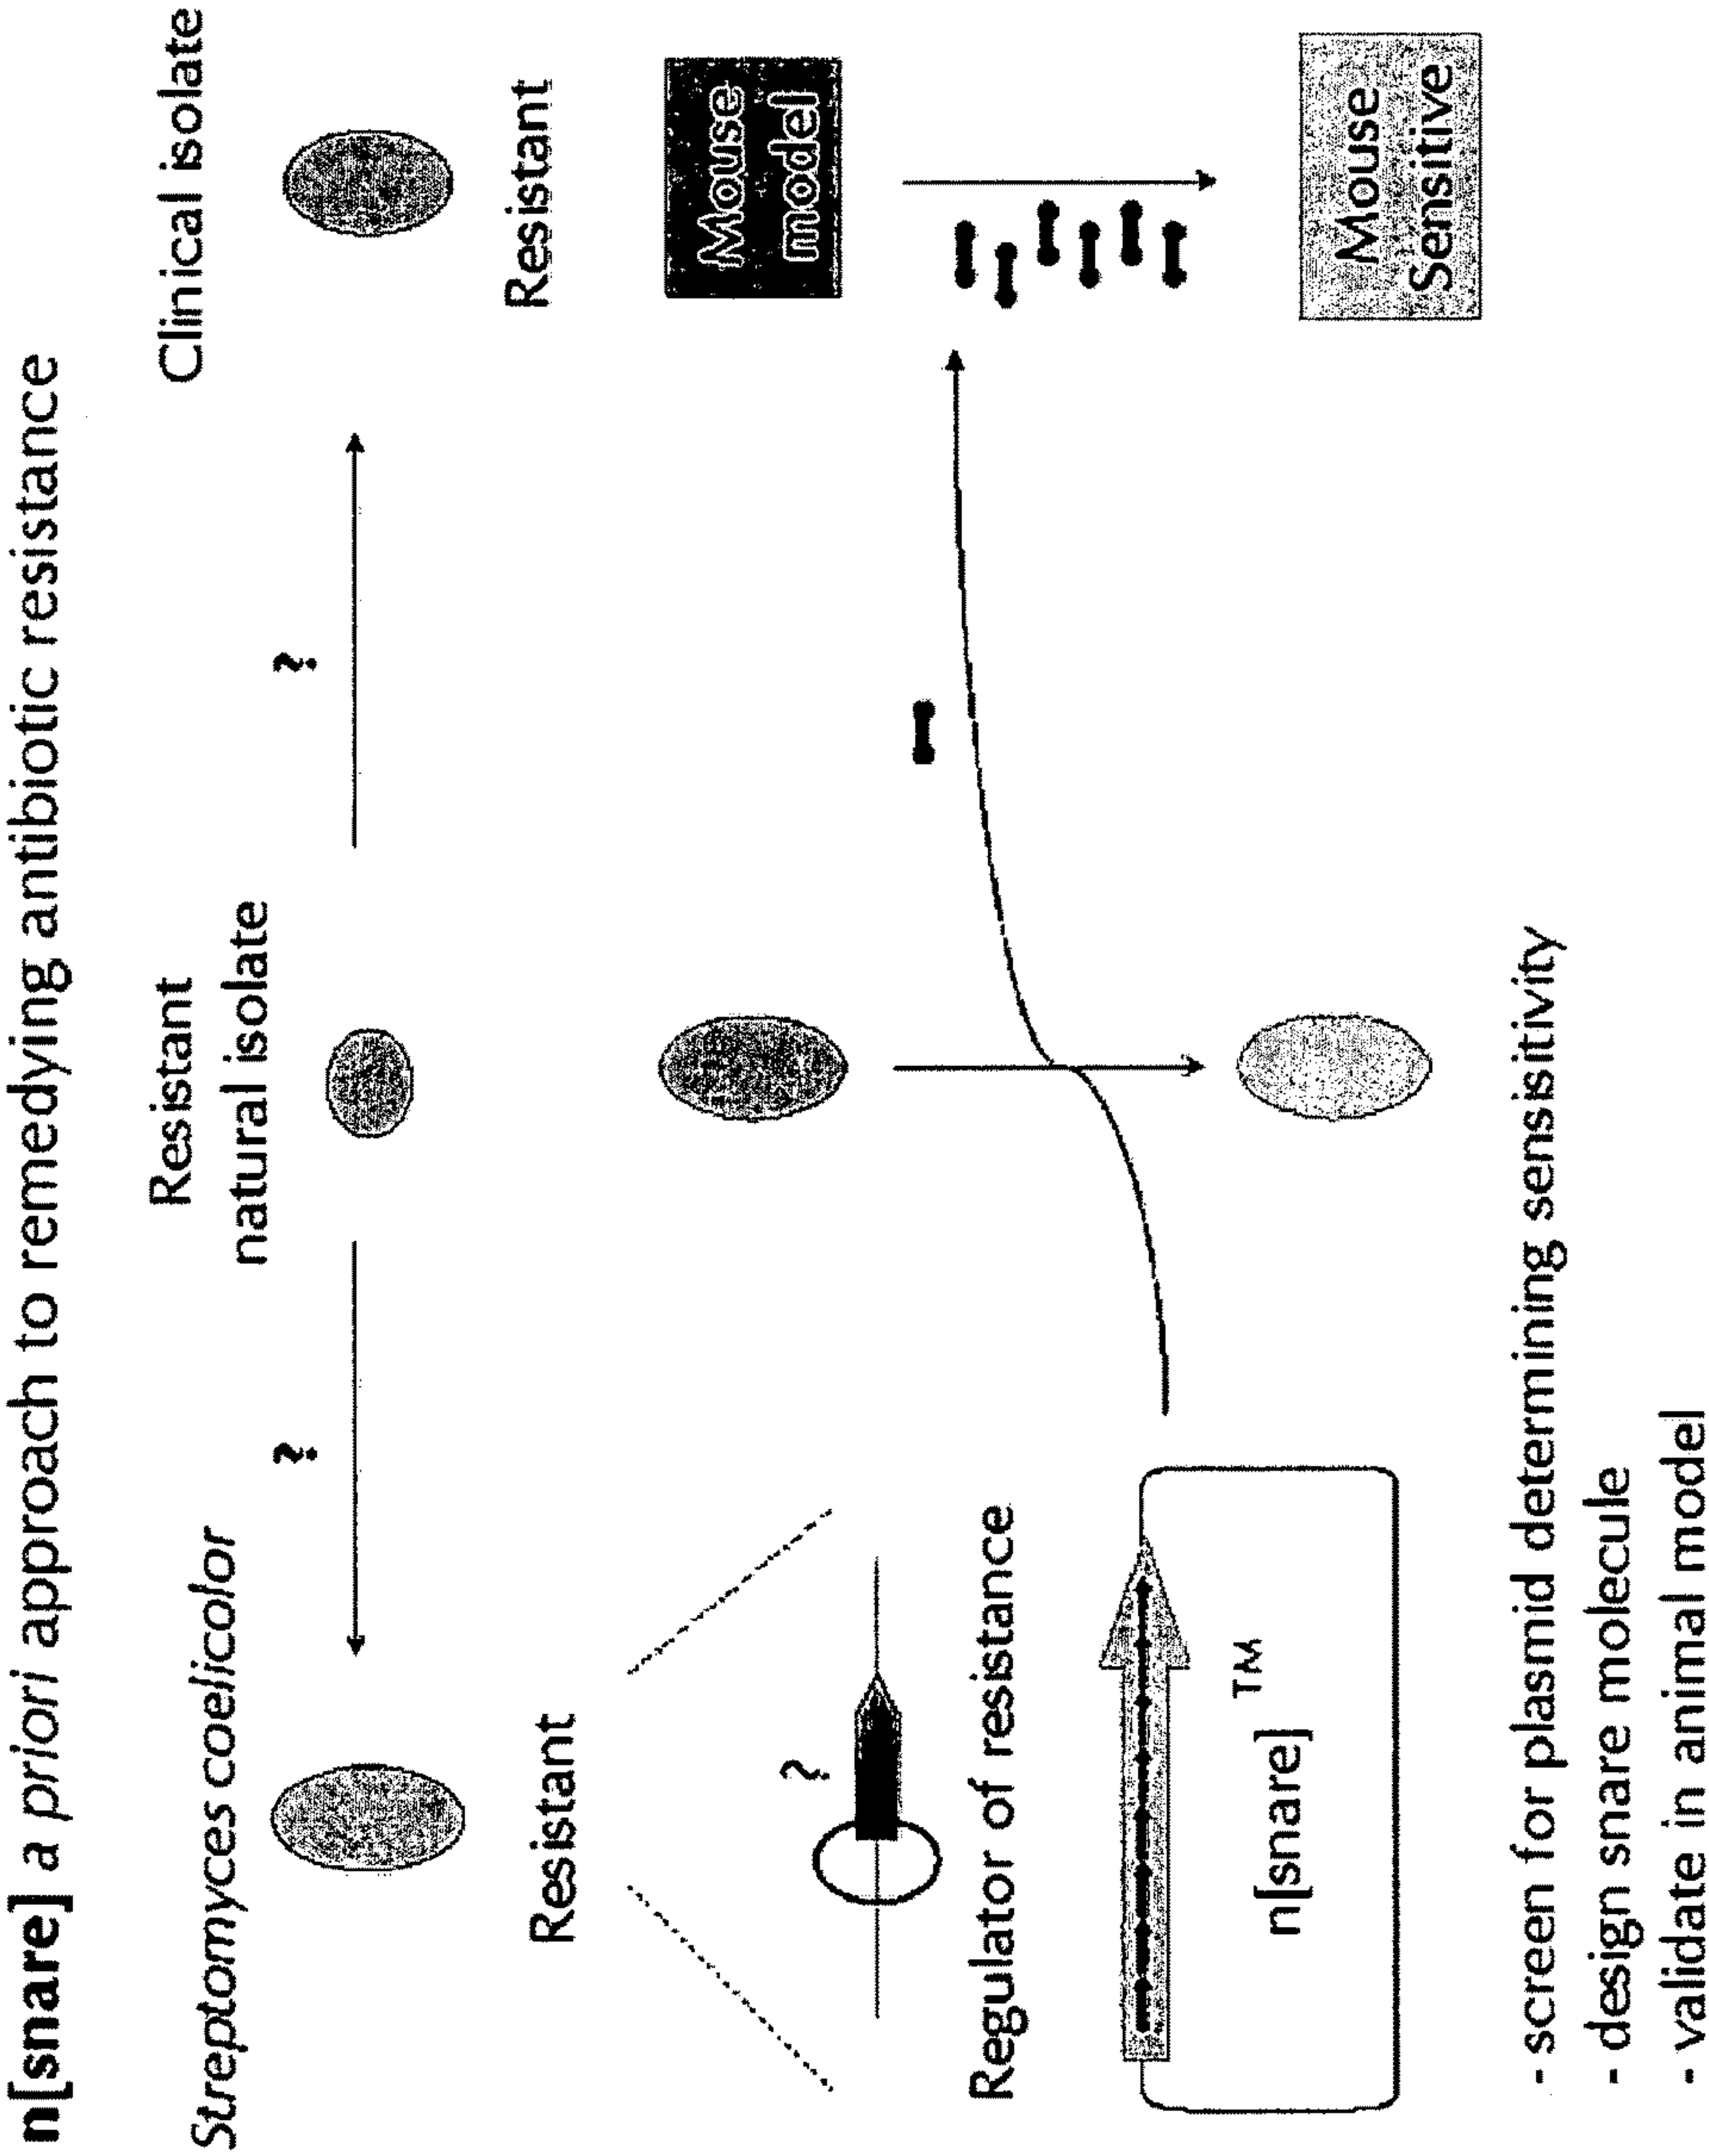 n[snare] a priori approach to remedying antibiotic resistance
Streptomyces coelicolor
Resistant
natural isolate
Clinical isolate
?
?
Resistant
Resistant
?
Regulator of resistance
Mouse
model
n[snare]™
Mouse
Sensitive
- screen for plasmid determining sensisitivity
- design snare molecule
- validate in animal model